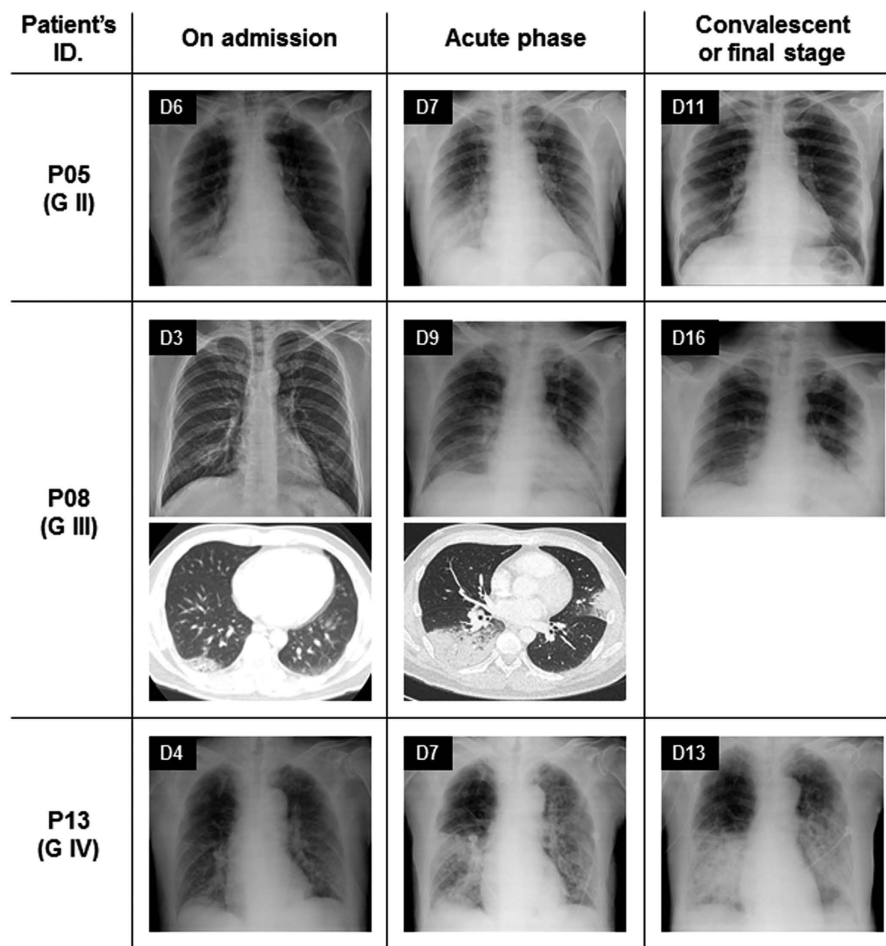 Patient's
ID.
On admission
Acute phase
Convalescent
or final stage
P05
(G II)
D6
D7
D11
P08
(G III)
D3
D9
D16
P13
(G IV)
D4
D7
D13